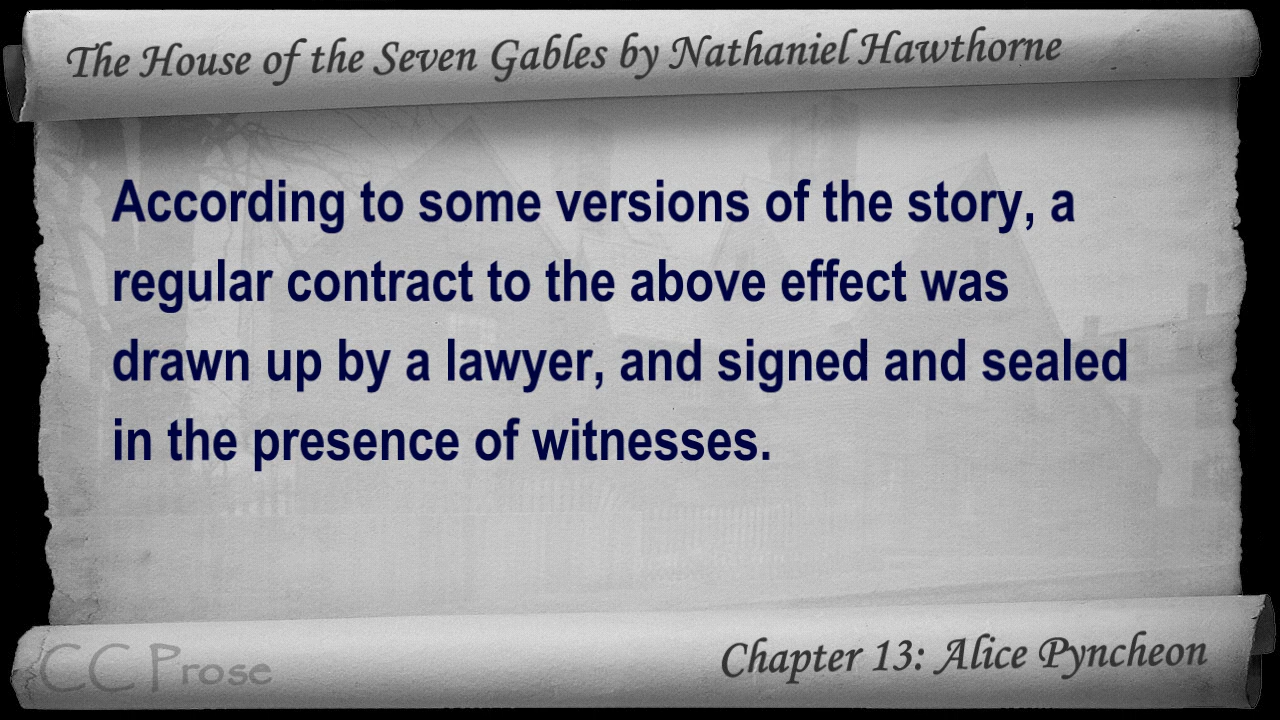 The House of the Seven Gables by Nathaniel Hawthorne
According to some versions of the story, a
regular contract to the above effect was
drawn up by a lawyer, and signed and sealed
in the presence of witnesses.
CC Prose
Chapter 13: Alice Pyncheon